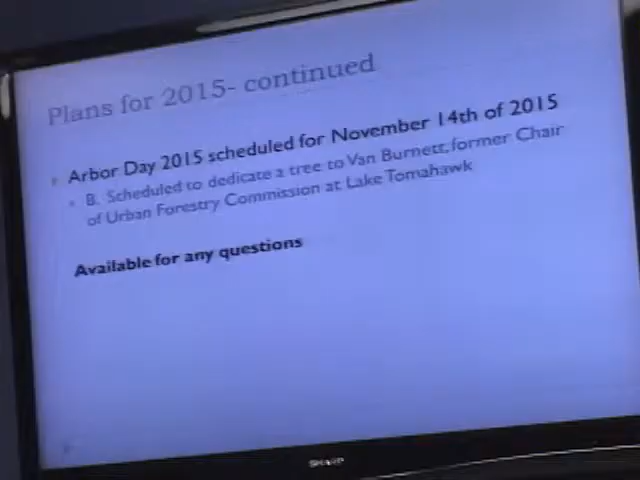 Plans for 2015- continued
Arbor Day 2015 scheduled for November 14th of 2015
B. Scheduled to dedicate a tree to Van Burnett, former Chair
of Urban Forestry Commission at Lake Tomahawk
Available for any questions
SHARP